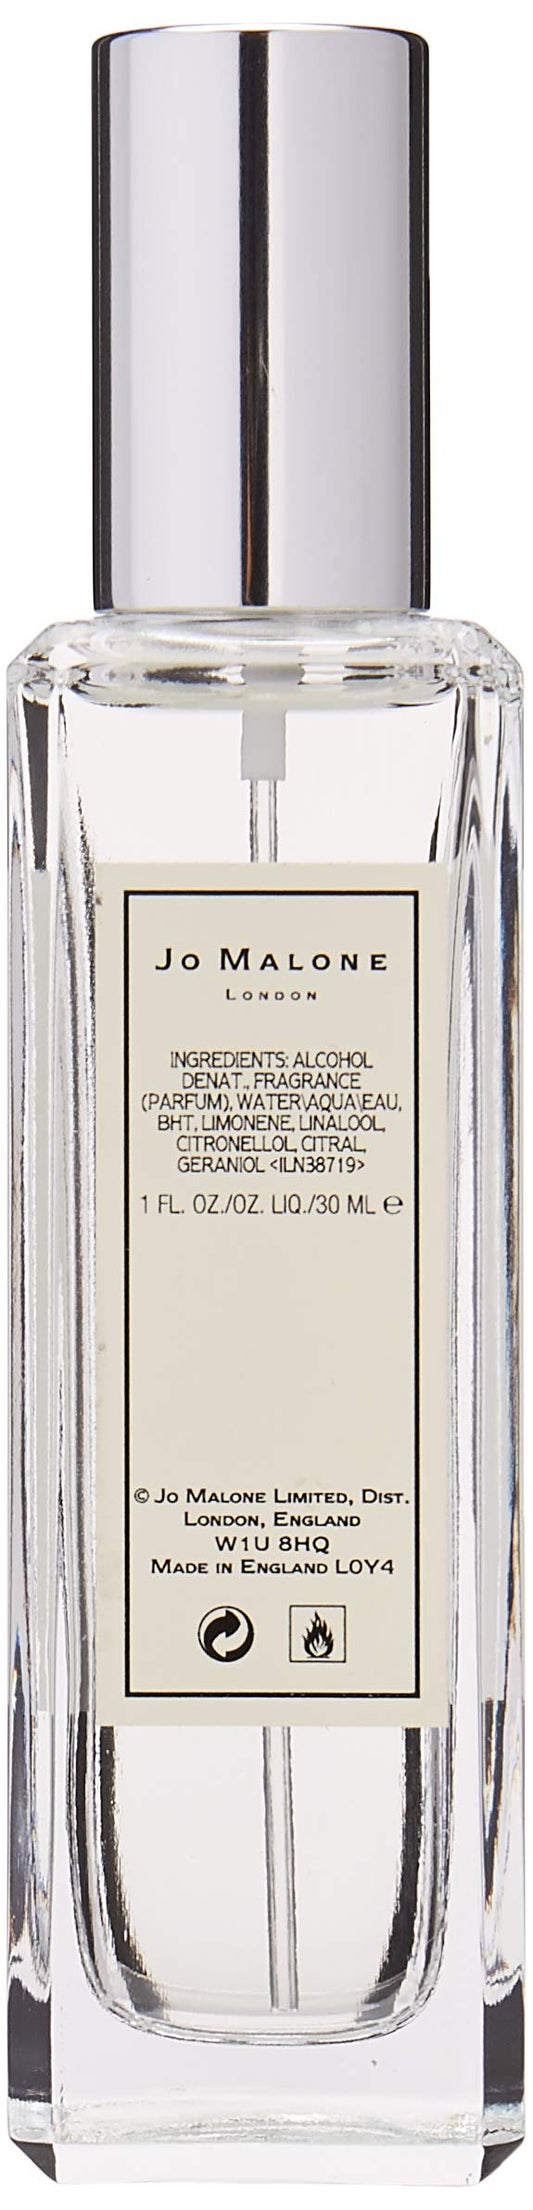 JO MALONE
LONDON
INGREDIENTS: ALCOHOL
DENAT., FRAGRANCE
(PARFUM), WATER\AQUA\EAU,
BHT, LIMONENE, LINALOOL,
CITRONELLOL, CITRAL,
GERANIOL <ILN38719>
1 FL. OZ./OZ. LIQ./30 ML ℮
© JO MALONE LIMITED, DIST.
LONDON, ENGLAND
W1U 8HQ
MADE IN ENGLAND L0Y4